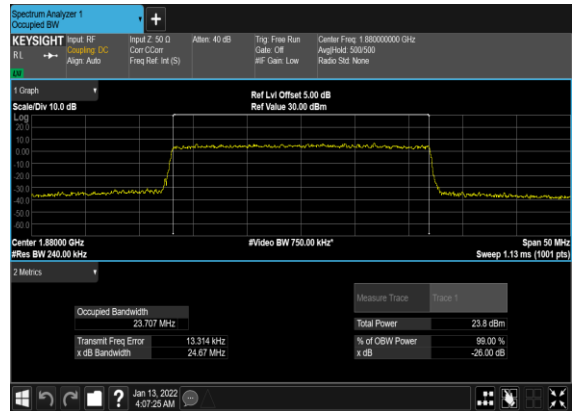 Spectrum Analyzer 1
Occupied BW
+
KEYSIGHT Input: RF Input Z: 50 Ω Atten: 40 dB Trig: Free Run Center Freq: 1.880000000 GHz
R L Coupling: DC Corr CCorr Gate: Off Avg|Hold: 500/500
Align: Auto Freq Ref: Int (S) #IF Gain: Low Radio Std: None
1 Graph
Ref Lvl Offset 5.00 dB
Scale/Div 10.0 dB Ref Value 30.00 dBm
Log
20.0
10.0
0.00
-10.0
-20.0
-30.0
-40.0
-50.0
-60.0
Center 1.88000 GHz #Video BW 750.00 kHz* Span 50 MHz
#Res BW 240.00 kHz Sweep 1.13 ms (1001 pts)
2 Metrics
Measure Trace Trace 1
Occupied Bandwidth
23.707 MHz Total Power 23.8 dBm
Transmit Freq Error 13.314 kHz % of OBW Power 99.00 %
x dB Bandwidth 24.67 MHz x dB -26.00 dB
? Jan 13, 2022
4:07:25 AM